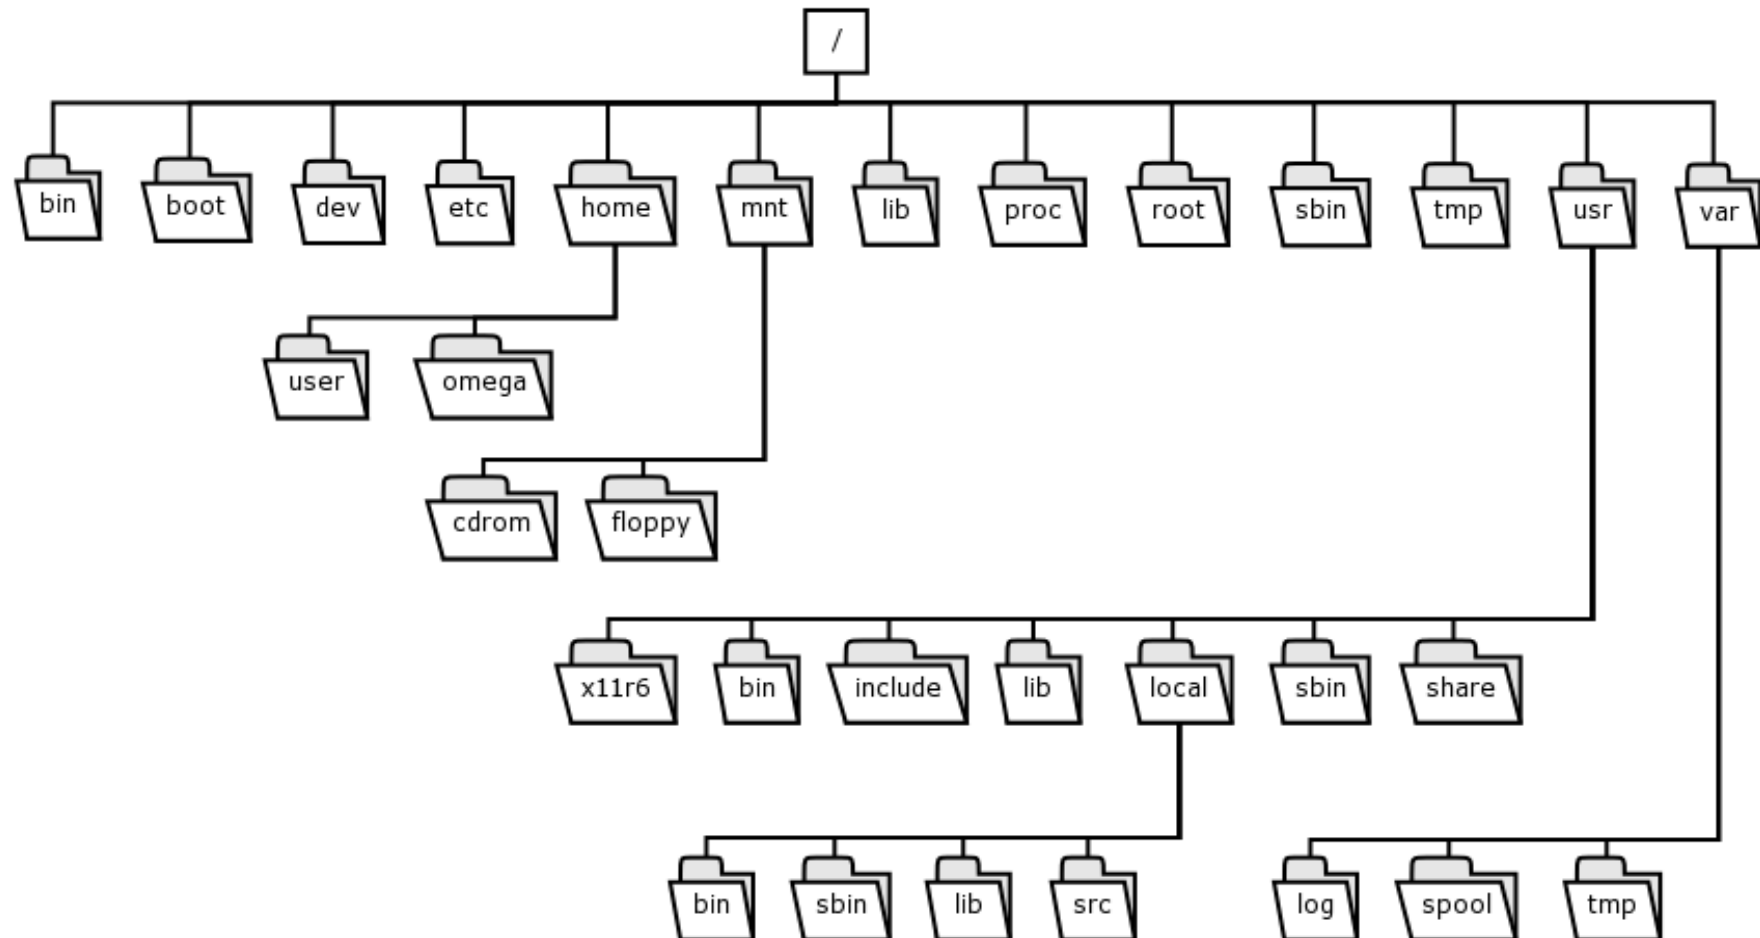 /
bin boot dev etc home mnt lib proc root sbin tmp usr var
user omega
cdrom floppy
x11r6 bin include lib local sbin share
bin sbin lib src log spool tmp